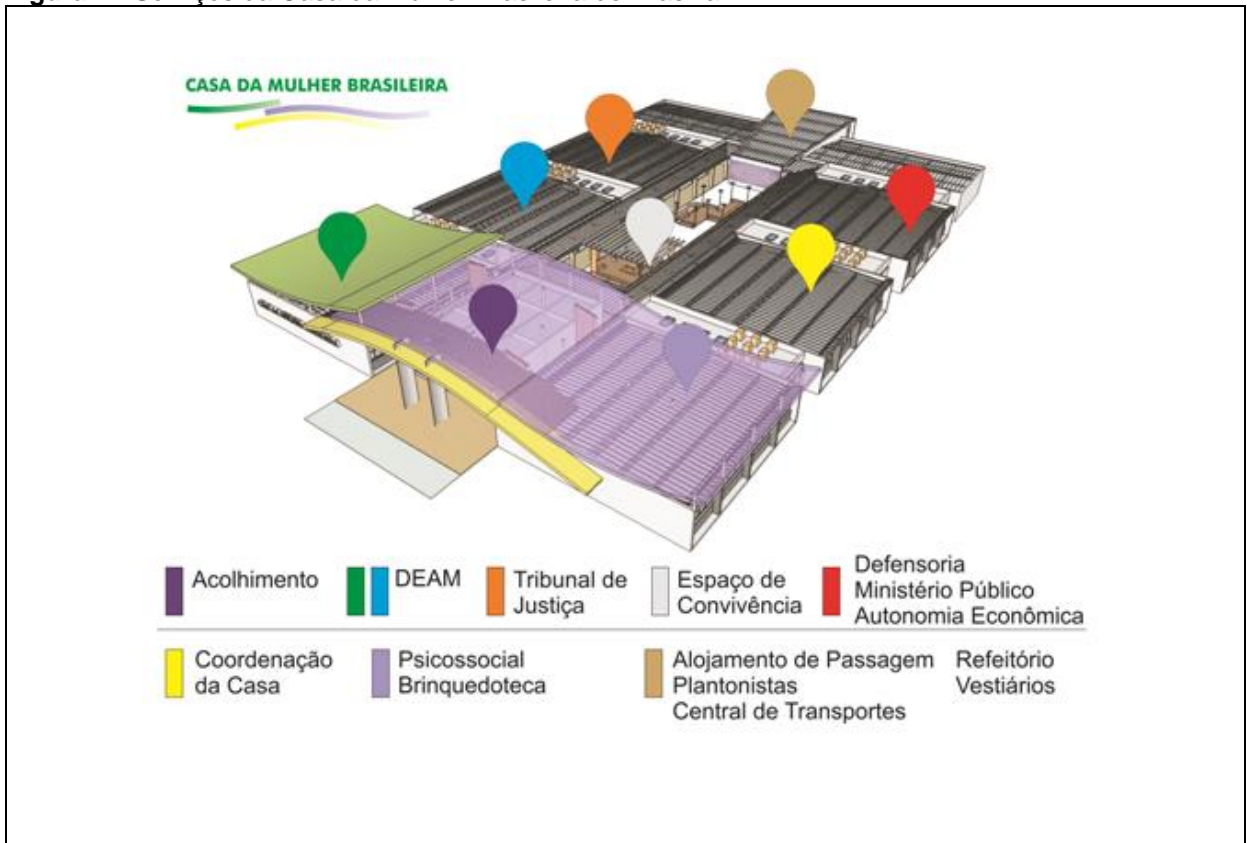 CASA DA MULHER BRASILEIRA
Acolhimento
DEAM
Tribunal de
Justiça
Espaço de
Convivência
Defensoria
Ministério Público
Autonomia Econômica
Coordenação
da Casa
Psicossocial
Brinquedoteca
Alojamento de Passagem
Plantonistas
Central de Transportes
Refeitório
Vestiários